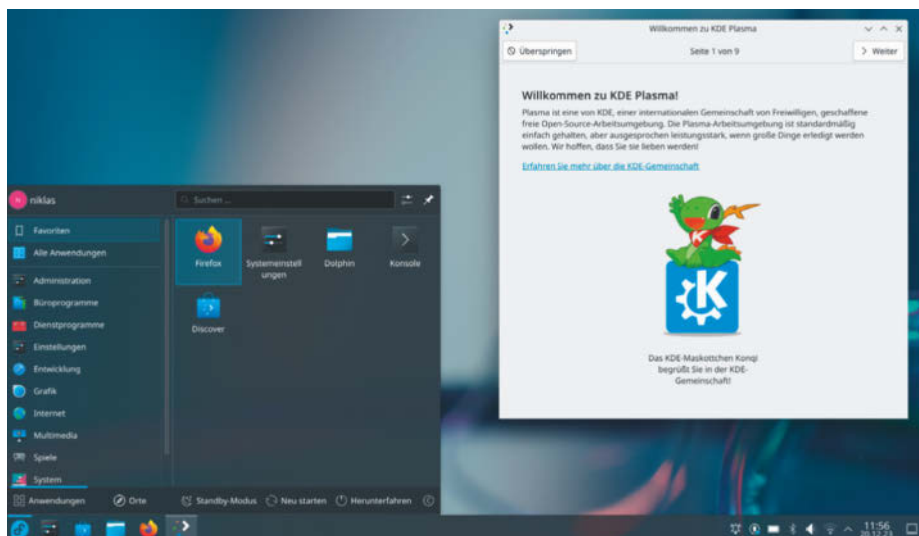 Willkommen zu KDE Plasma
Überspringen
Seite 1 von 9
Weiter
Willkommen zu KDE Plasma!
Plasma ist eine von KDE, einer internationalen Gemeinschaft von Freiwilligen, geschaffene
freie Open-Source-Arbeitsumgebung. Die Plasma-Arbeitsumgebung ist standardmäßig
einfach gehalten, aber ausgesprochen leistungsstark, wenn große Dinge erledigt werden
wollen. Wir hoffen, dass Sie sie lieben werden!
Erfahren Sie mehr über die KDE-Gemeinschaft
K
Das KDE-Maskottchen Konqi
begrüßt Sie in der KDE-
Gemeinschaft!
niklas
Suchen ...
Favoriten
Alle Anwendungen
Administration
Büroprogramme
Dienstprogramme
Einstellungen
Entwicklung
Grafik
Internet
Multimedia
Spiele
System
Firefox
Systemeinstell
ungen
Dolphin
Konsole
Discover
Anwendungen
Orte
Standby-Modus
Neu starten
Herunterfahren
11:56
20.12.23